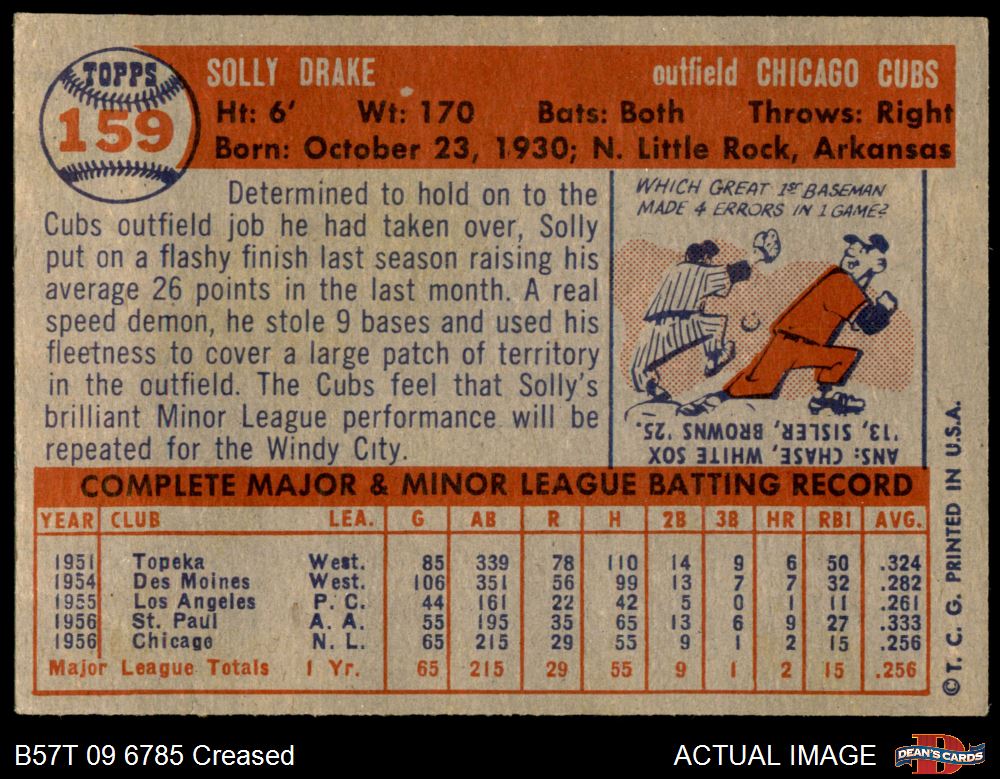 TOPPS
159
SOLLY DRAKE outfield CHICAGO CUBS
Ht: 6' Wt: 170 Bats: Both Throws: Right
Born: October 23, 1930; N. Little Rock, Arkansas
Determined to hold on to the
Cubs outfield job he had taken over, Solly
put on a flashy finish last season raising his
average 26 points in the last month. A real
speed demon, he stole 9 bases and used his
fleetness to cover a large patch of territory
in the outfield. The Cubs feel that Solly's
brilliant Minor League performance will be
repeated for the Windy City.
WHICH GREAT 1ST BASEMAN
MADE 4 ERRORS IN 1 GAME?
ANS: CHASE, WHITE SOX
'13, SISLER, BROWNS '25.
COMPLETE MAJOR & MINOR LEAGUE BATTING RECORD
YEAR CLUB LEA. G AB R H 2B 3B HR RBI AVG.
1951 Topeka West. 85 339 78 110 14 9 6 50 .324
1954 Des Moines West. 106 351 56 99 13 7 7 32 .282
1955 Los Angeles P. C. 44 161 22 42 5 0 1 11 .261
1956 St. Paul A. A. 55 195 35 65 13 6 9 27 .333
1956 Chicago N. L. 65 215 29 55 9 1 2 15 .256
Major League Totals 1 Yr. 65 215 29 55 9 1 2 15 .256
© T. C. G. PRINTED IN U.S.A.
B57T 09 6785 Creased
ACTUAL IMAGE
DEAN'S CARDS